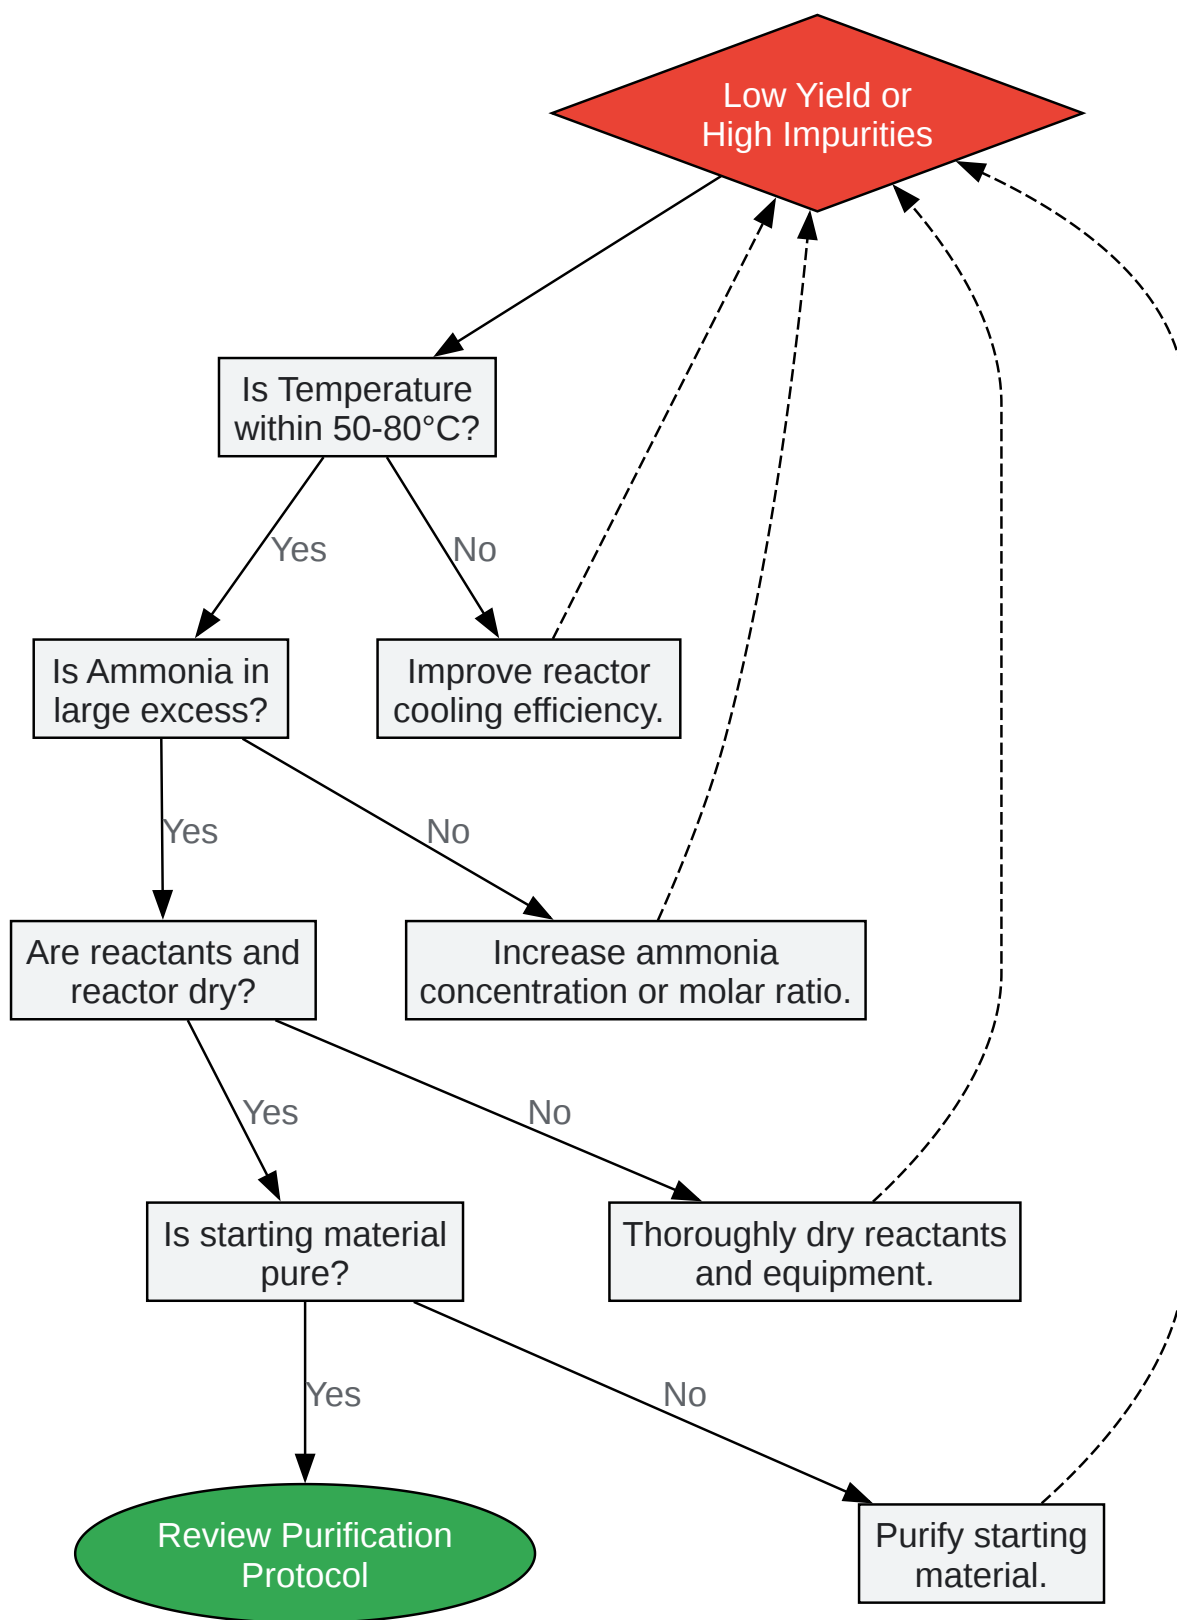 Low Yield or
High Impurities
Is Temperature
within 50-80°C?
Yes
No
Is Ammonia in
large excess?
Improve reactor
cooling efficiency.
Yes
No
Are reactants and
reactor dry?
Increase ammonia
concentration or molar ratio.
Yes
No
Is starting material
pure?
Thoroughly dry reactants
and equipment.
Yes
No
Review Purification
Protocol
Purify starting
material.